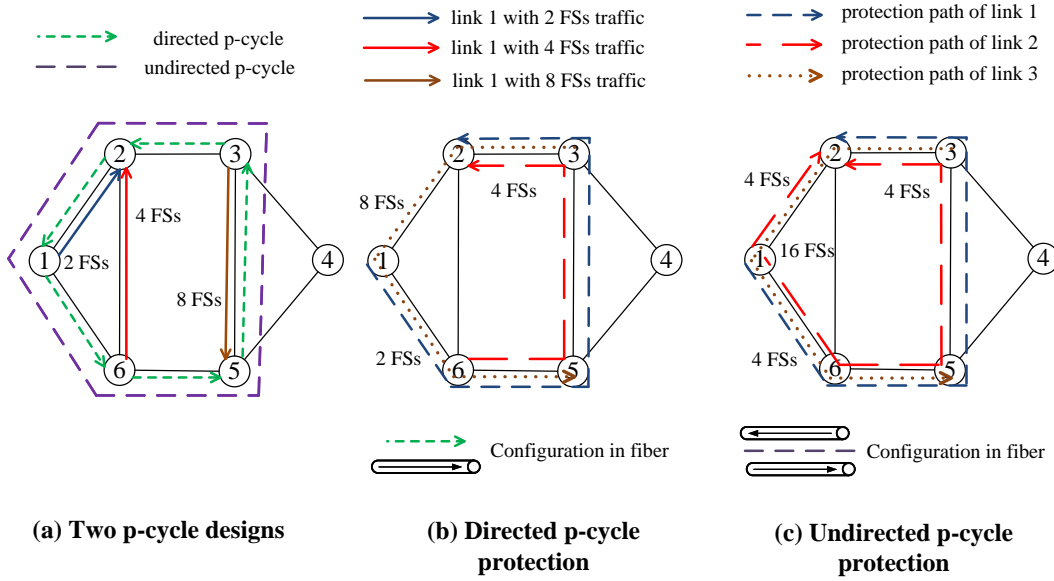 directed p-cycle
undirected p-cycle
link 1 with 2 FSs traffic
link 1 with 4 FSs traffic
link 1 with 8 FSs traffic
protection path of link 1
protection path of link 2
protection path of link 3
2
3
4 FSs
1
2 FSs
4
8 FSs
6
5
2
3
4 FSs
8 FSs
1
4
2 FSs
6
5
2
3
4 FSs
4 FSs
1
16 FSs
4
4 FSs
6
5
Configuration in fiber
Configuration in fiber
(a) Two p-cycle designs
(b) Directed p-cycle
protection
(c) Undirected p-cycle
protection